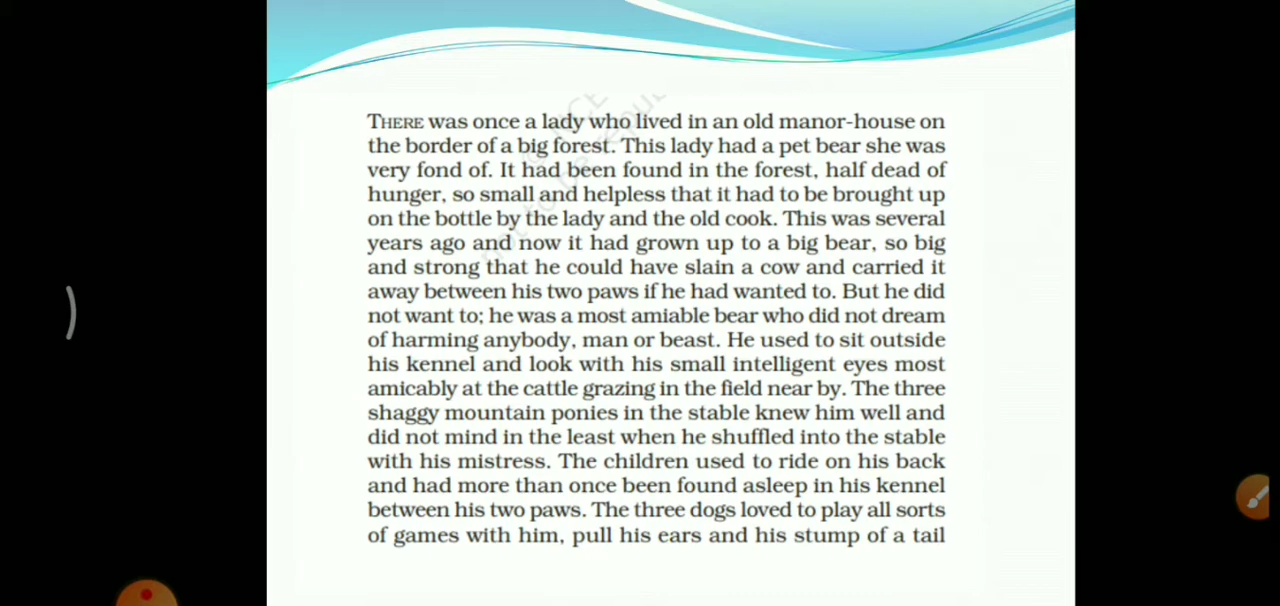 THERE was once a lady who lived in an old manor-house on
the border of a big forest. This lady had a pet bear she was
very fond of. It had been found in the forest, half dead of
hunger, so small and helpless that it had to be brought up
on the bottle by the lady and the old cook. This was several
years ago and now it had grown up to a big bear, so big
and strong that he could have slain a cow and carried it
away between his two paws if he had wanted to. But he did
not want to; he was a most amiable bear who did not dream
of harming anybody, man or beast. He used to sit outside
his kennel and look with his small intelligent eyes most
amicably at the cattle grazing in the field near by. The three
shaggy mountain ponies in the stable knew him well and
did not mind in the least when he shuffled into the stable
with his mistress. The children used to ride on his back
and had more than once been found asleep in his kennel
between his two paws. The three dogs loved to play all sorts
of games with him, pull his ears and his stump of a tail